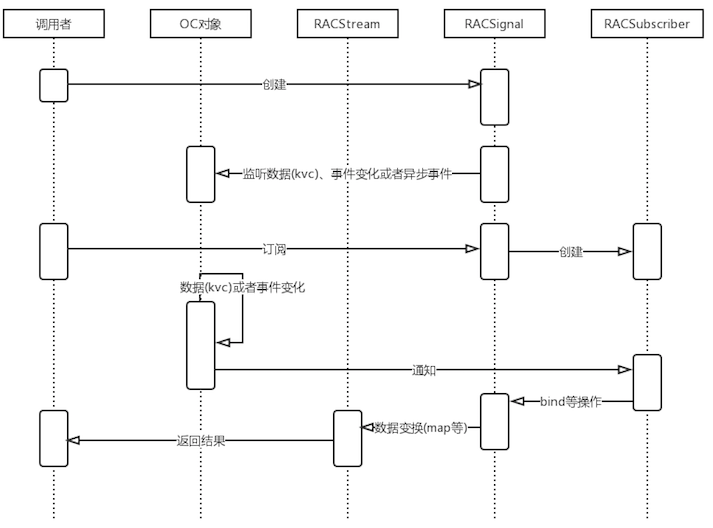 调用者
OC对象
RACStream
RACSignal
RACSubscriber
创建
监听数据(kvc)、事件变化或者异步事件
订阅
创建
数据(kvc)或者事件变化
通知
bind等操作
数据变换(map等)
返回结果